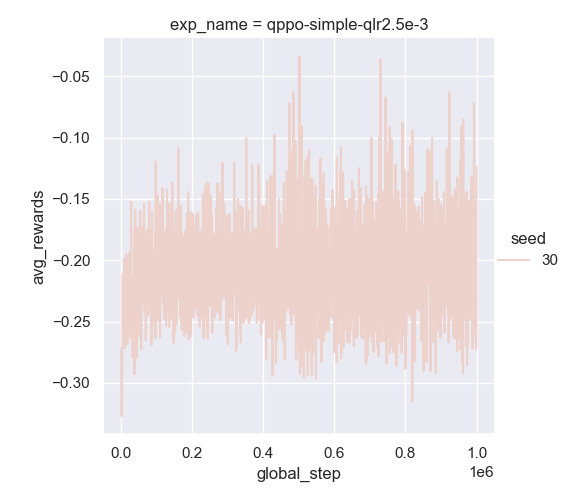 exp_name = qppo-simple-qlr2.5e-3
avg_rewards
−0.05
−0.10
−0.15
−0.20
−0.25
−0.30
0.0 0.2 0.4 0.6 0.8 1.0
1e6
global_step
seed
30